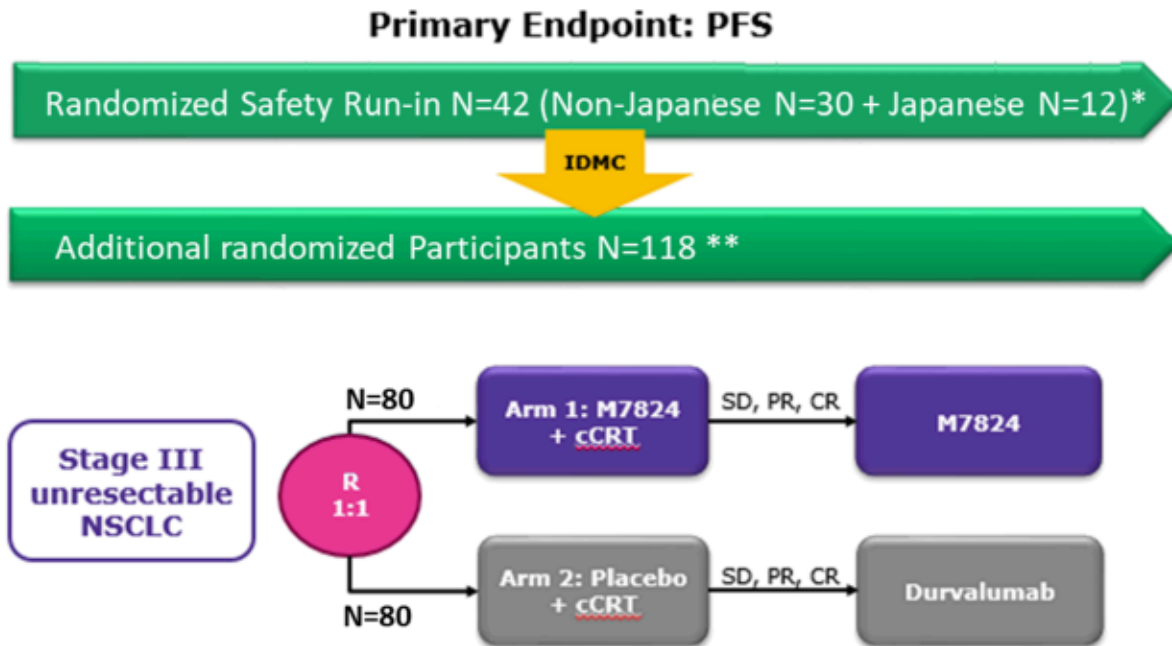 Primary Endpoint: PFS
Randomized Safety Run-in N=42 (Non-Japanese N=30 + Japanese N=12)*
IDMC
Additional randomized Participants N=118 **
Stage III
unresectable
NSCLC
R
1:1
N=80
Arm 1: M7824
+ cCRT
SD, PR, CR
M7824
N=80
Arm 2: Placebo
+ cCRT
SD, PR, CR
Durvalumab